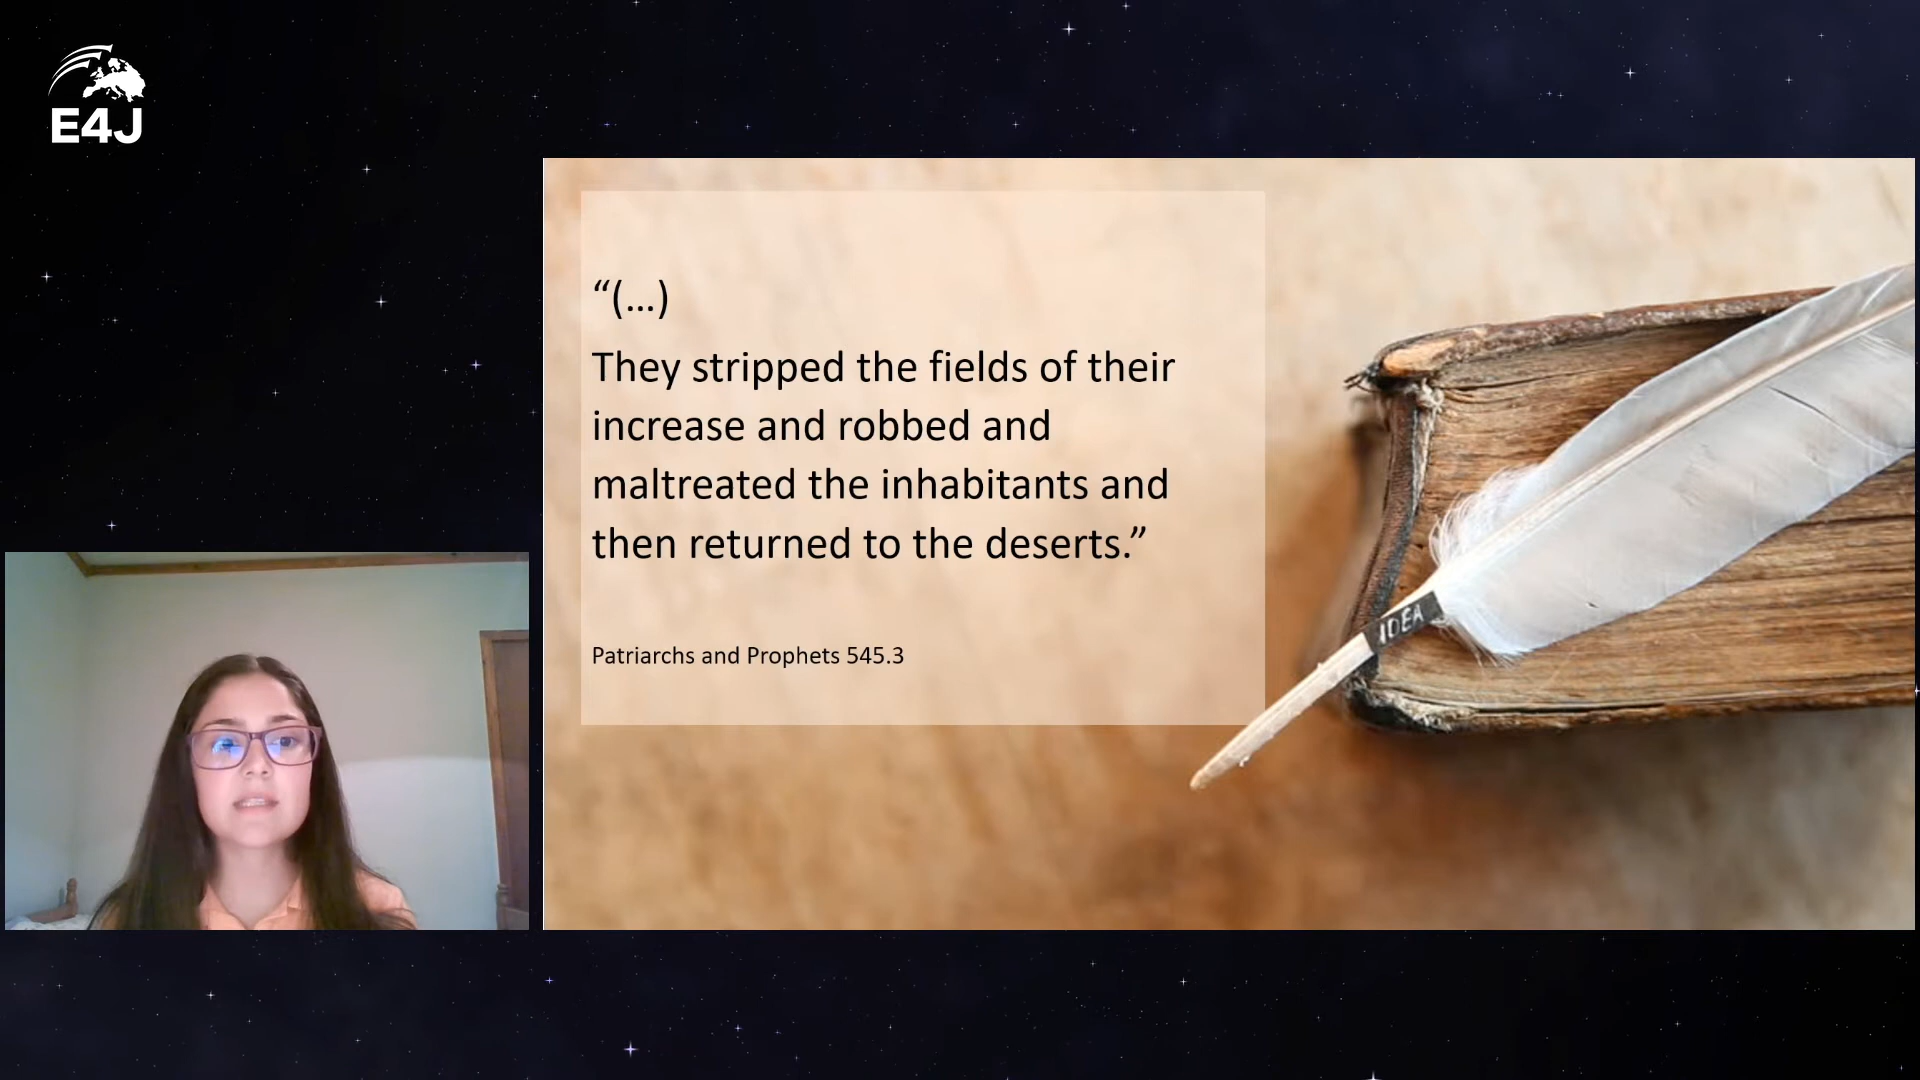 E4J
“(...)
They stripped the fields of their
increase and robbed and
maltreated the inhabitants and
then returned to the deserts.”
Patriarchs and Prophets 545.3
IDEA